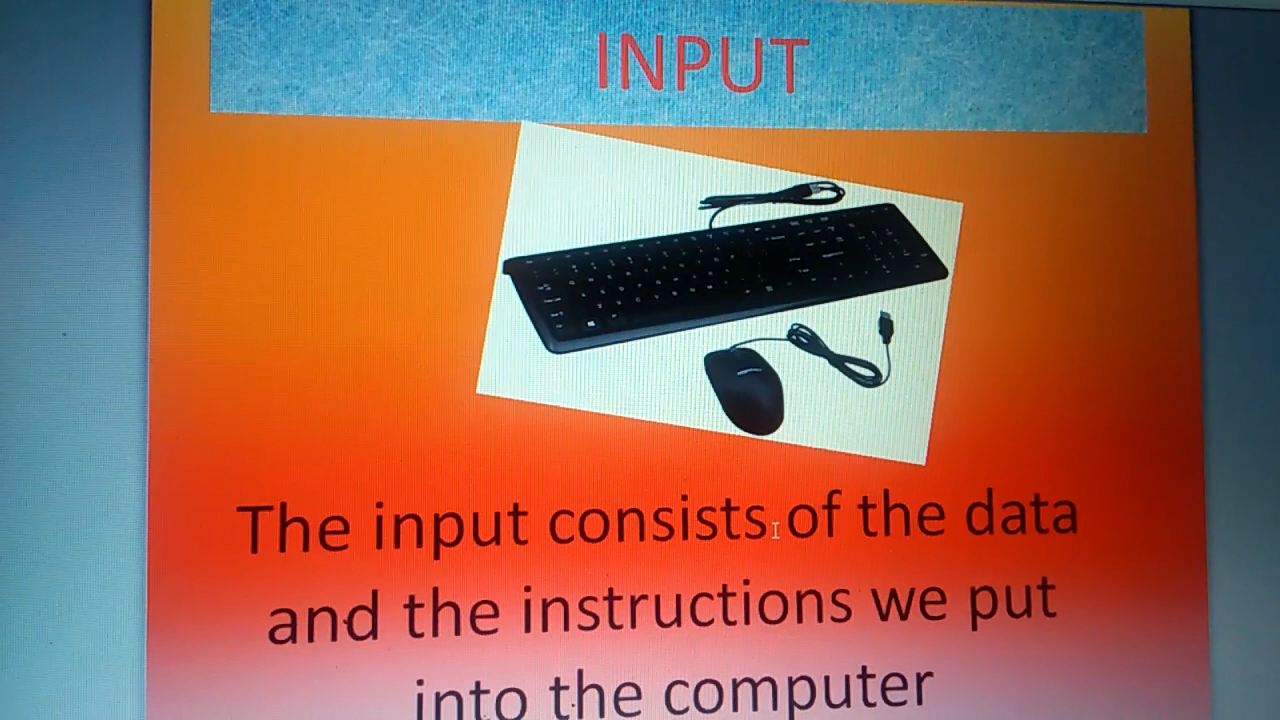 INPUT
The input consists of the data
and the instructions we put
into the computer